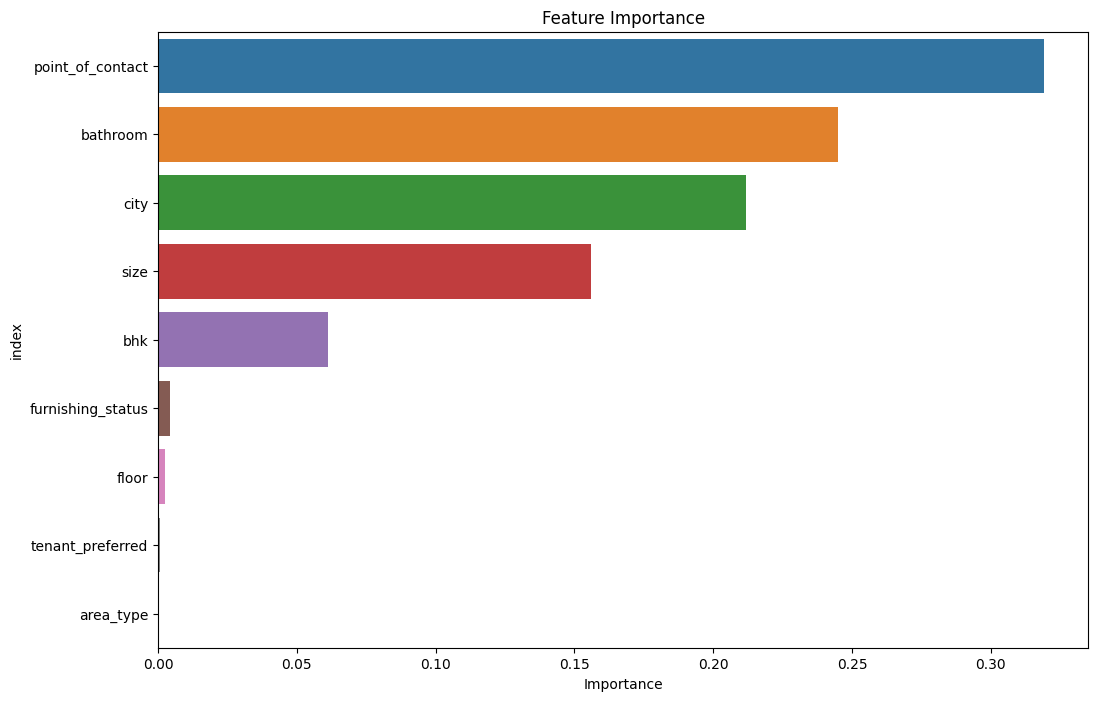 Feature Importance
point_of_contact
bathroom
city
size
bhk
furnishing_status
floor
tenant_preferred
area_type
index
0.00 0.05 0.10 0.15 0.20 0.25 0.30
Importance